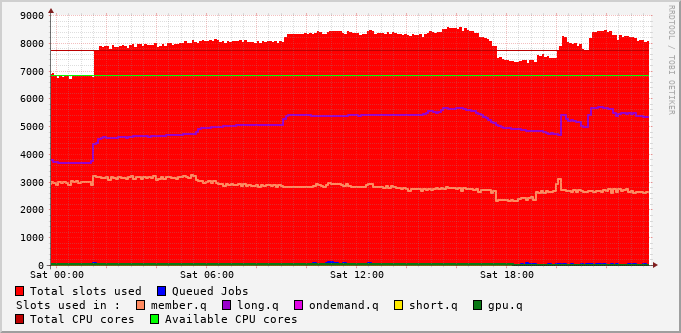 9000
8000
7000
6000
5000
4000
3000
2000
1000
0
Sat 00:00 Sat 06:00 Sat 12:00 Sat 18:00
RRDTOOL / TOBI OETIKER
Total slots used Queued Jobs
Slots used in : member.q long.q ondemand.q short.q gpu.q
Total CPU cores Available CPU cores